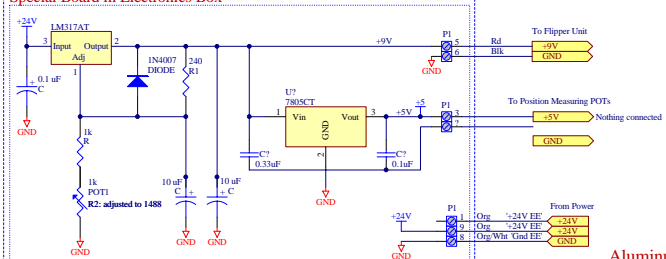 Special Board in Electronics Box
+24V
LM317AT
3 Input Output 2
Adj
1
0.1 uF
C
GND
1N4007
DIODE
240
R1
1k
R
1k
POT1
R2: adjusted to 1488
GND
10 uF
C
GND
10 uF
C
GND
+9V
U?
7805CT
1 Vin Vout 3
GND
2
GND
C?
0.33uF
C?
0.1uF
+5V
+5
P1
5 Rd
6 Blk
GND
To Flipper Unit
+9V
GND
P1
3
2
To Position Measuring POTs
+5V Nothing connected
GND
From Power
P1
+24V
1 Org '+24V EE' +24V
9 Org '+24V EE' +24V
8 Org/Wht 'Gnd EE' GND
GND